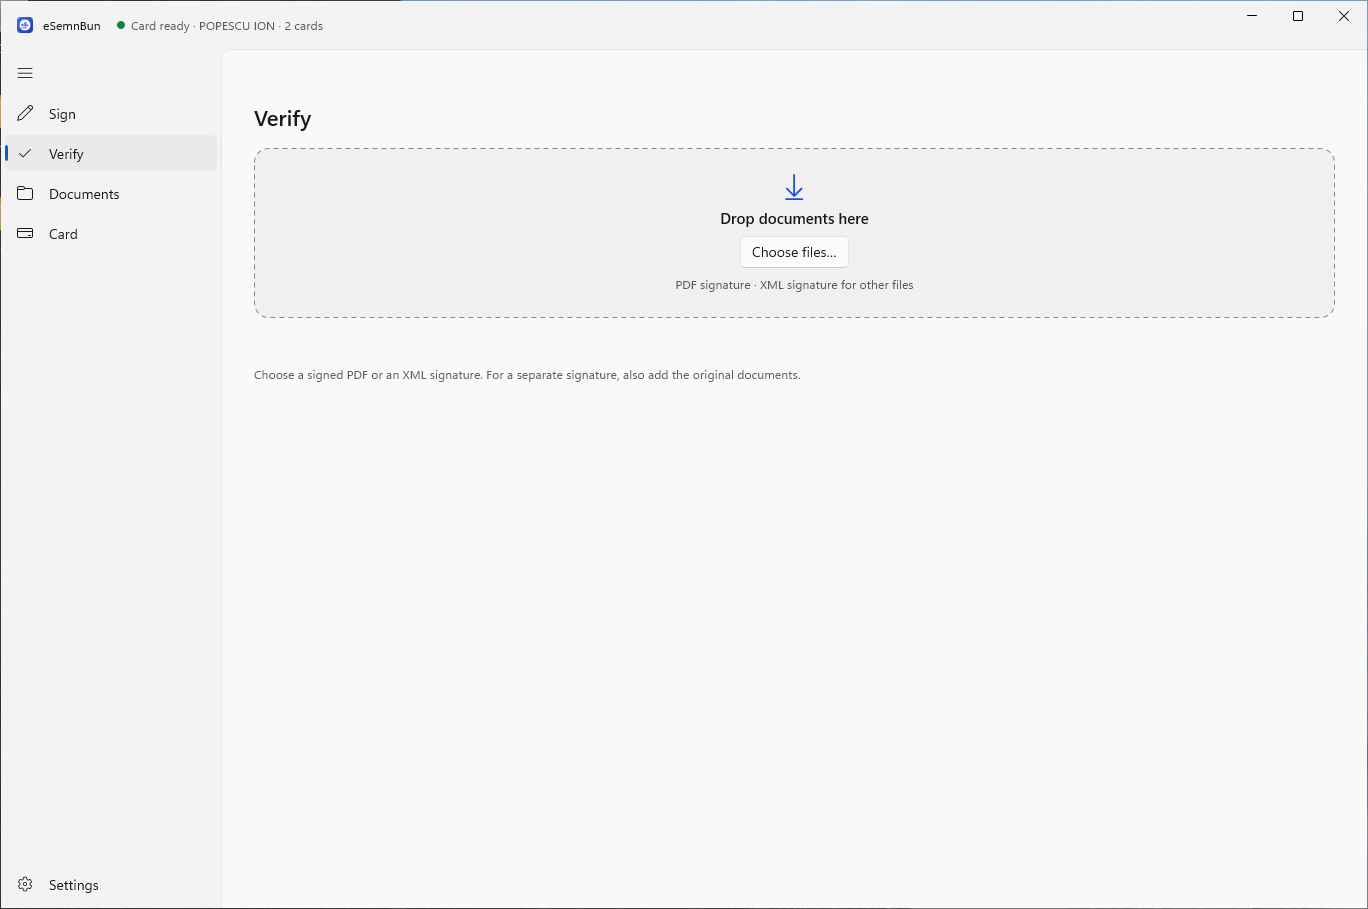 eSemnBun
Card ready · POPESCU ION · 2 cards
Sign
Verify
Documents
Card
Settings
Verify
Drop documents here
Choose files...
PDF signature · XML signature for other files
Choose a signed PDF or an XML signature. For a separate signature, also add the original documents.